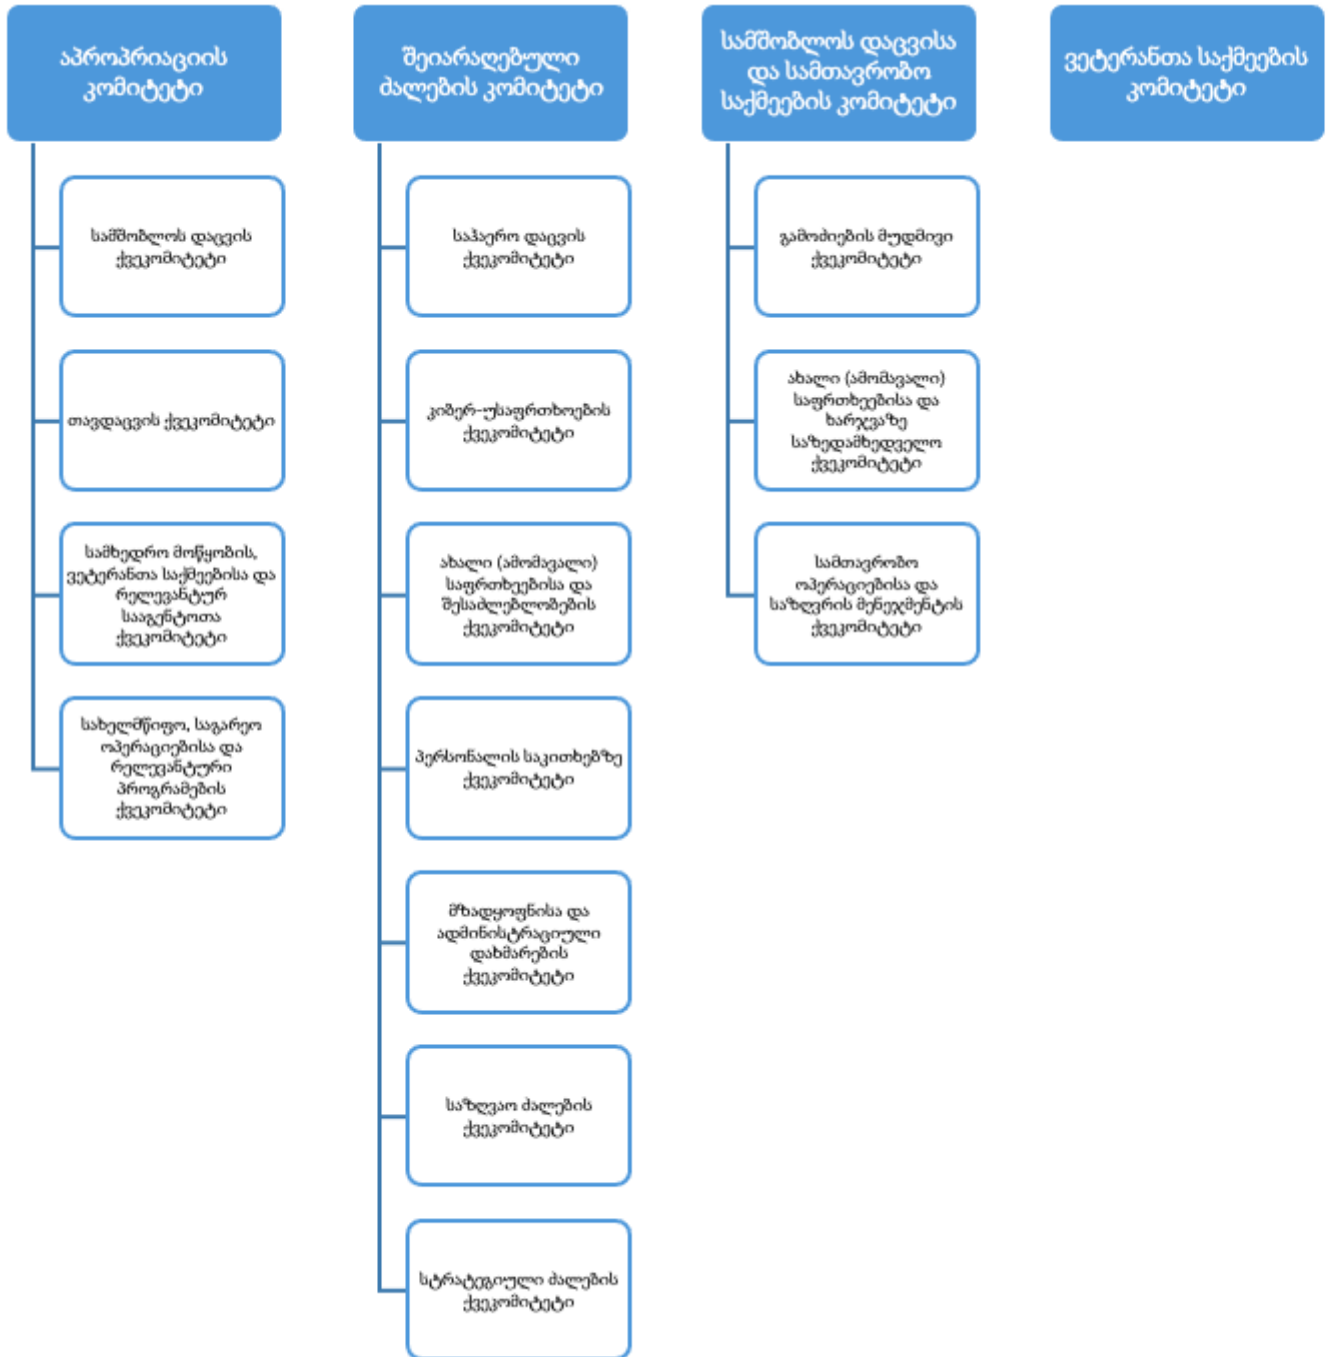 აპროპრიაციის
კომიტეტი
სამშობლოს დაცვის
ქვეკომიტეტი
თავდაცვის ქვეკომიტეტი
სამხედრო მოწყობის,
ვეტერანთა საქმეებისა და
რელევანტურ
სააგენტოთა
ქვეკომიტეტი
სახელმწიფო, საგარეო
ოპერაციებისა და
რელევანტური
პროგრამების
ქვეკომიტეტი
შეიარაღებული
ძალების კომიტეტი
საჰაერო დაცვის
ქვეკომიტეტი
კიბერ-უსაფრთხოების
ქვეკომიტეტი
ახალი (ამომავალი)
საფრთხეებისა და
შესაძლებლობების
ქვეკომიტეტი
პერსონალის საკითხებზე
ქვეკომიტეტი
მზადყოფნისა და
ადმინისტრაციული
დახმარების
ქვეკომიტეტი
საზღვაო ძალების
ქვეკომიტეტი
სტრატეგიული ძალების
ქვეკომიტეტი
სამშობლოს დაცვისა
და სამთავრობო
საქმეების კომიტეტი
გამოძიების მუდმივი
ქვეკომიტეტი
ახალი (ამომავალი)
საფრთხეებისა და
ხარჯვაზე
საზედამხედველო
ქვეკომიტეტი
სამთავრობო
ოპერაციებისა და
საზღვრის მენეჯმენტის
ქვეკომიტეტი
ვეტერანთა საქმეების
კომიტეტი